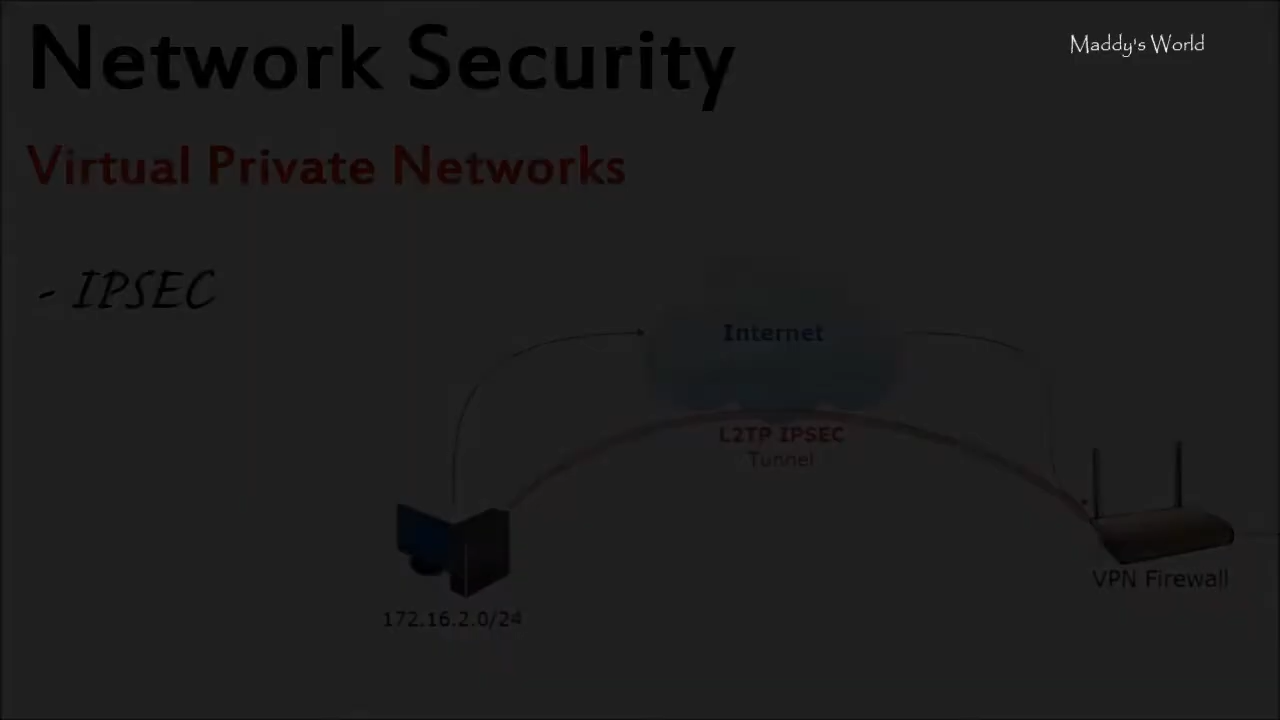 Network Security
Maddy's World
Virtual Private Networks
- IPSEC
Internet
L2TP IPSEC
Tunnel
VPN Firewall
172.16.2.0/24